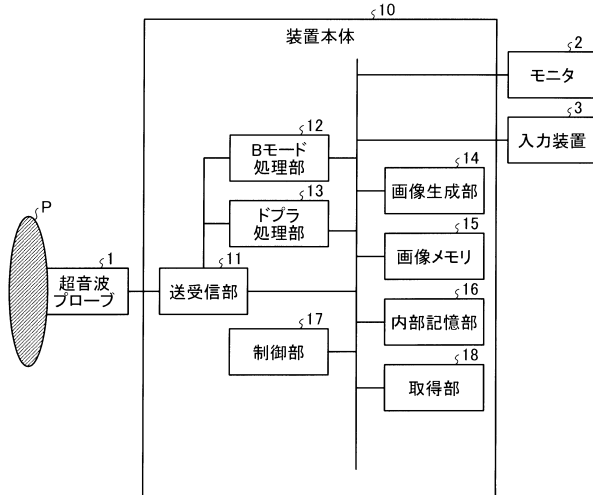 10
装置本体
2
モニタ
3
入力装置
12
Bモード
処理部
13
ドプラ
処理部
14
画像生成部
15
画像メモリ
P
1
超音波
プローブ
11
送受信部
16
内部記憶部
17
制御部
18
取得部